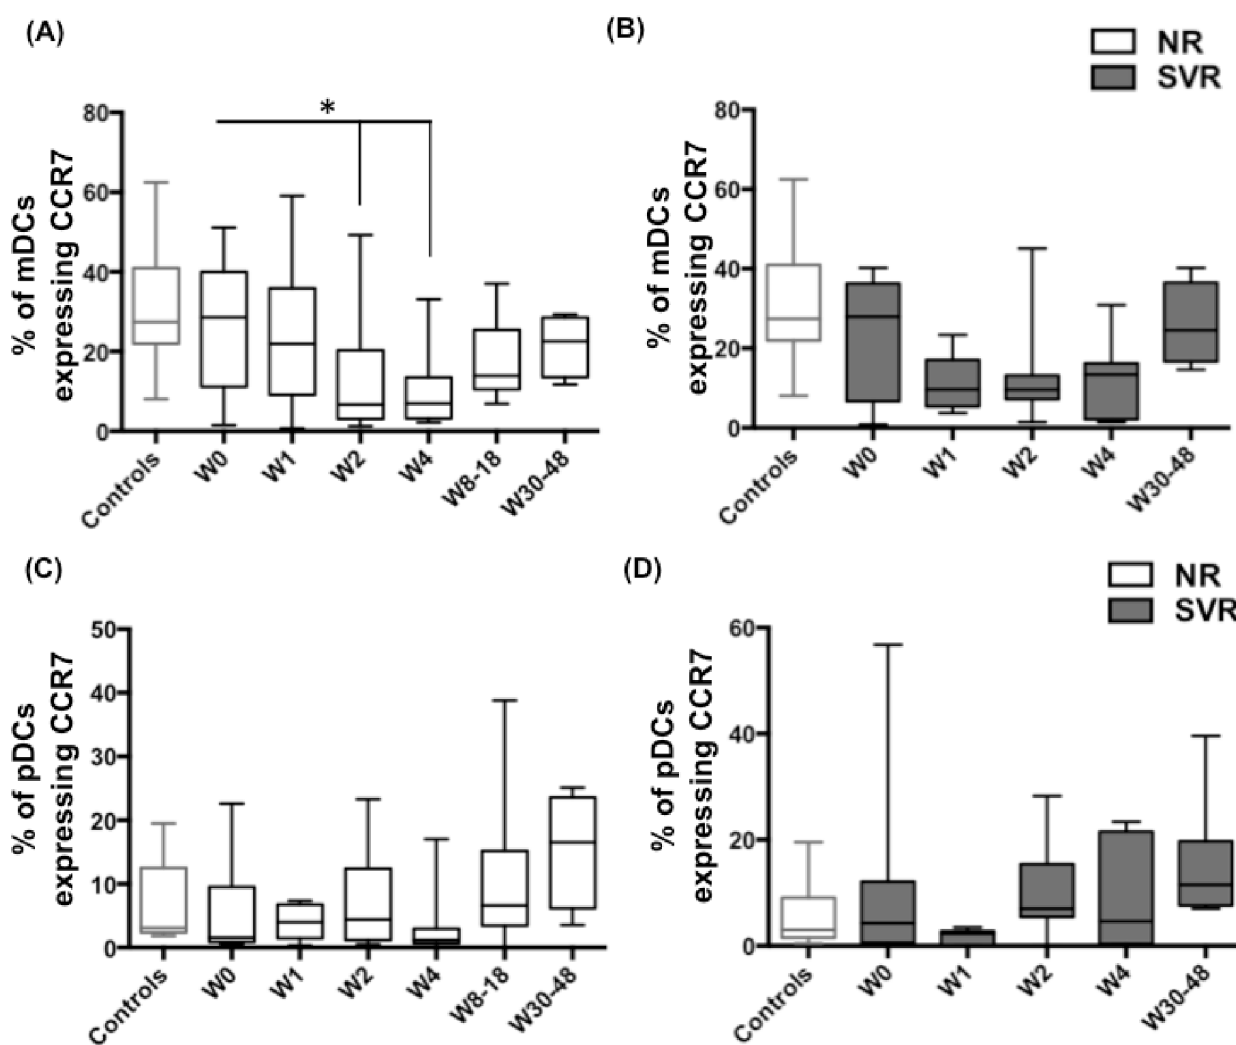 (A)
% of mDCs
expressing CCR7
80
60
40
20
0
*
Controls
W0
W1
W2
W4
W8-18
W30-48
(B)
NR
SVR
% of mDCs
expressing CCR7
80
60
40
20
0
Controls
W0
W1
W2
W4
W30-48
(C)
% of pDCs
expressing CCR7
50
40
30
20
10
0
Controls
W0
W1
W2
W4
W8-18
W30-48
(D)
NR
SVR
% of pDCs
expressing CCR7
60
40
20
0
Controls
W0
W1
W2
W4
W30-48